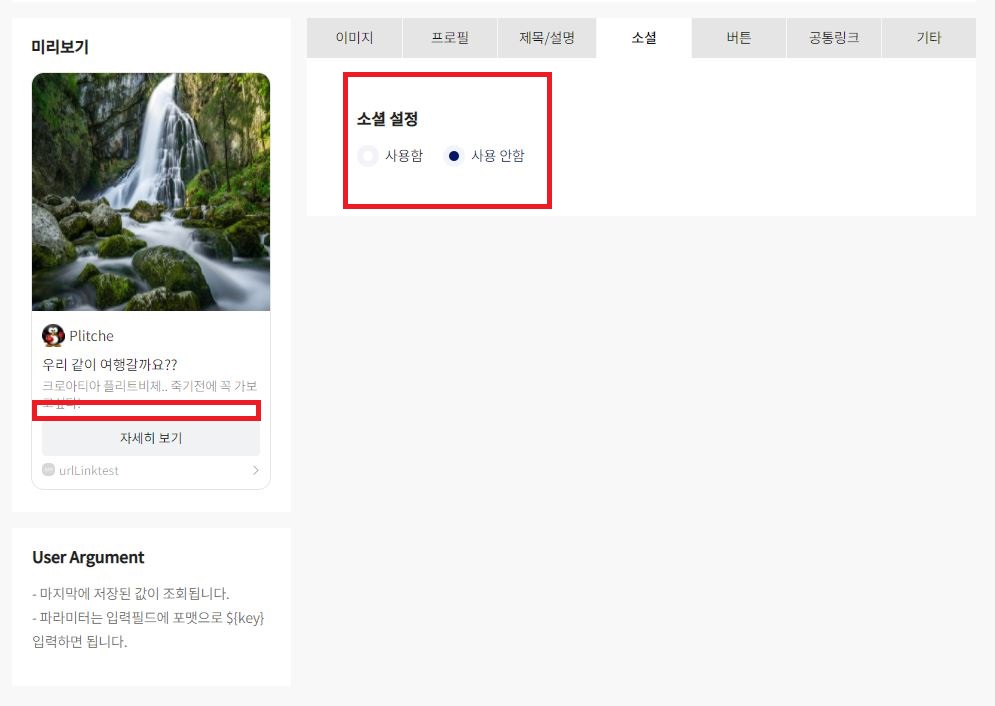 미리보기
Plitche
우리 같이 여행갈까요??
크로아티아 플리트비체.. 죽기전에 꼭 가보
고싶다!
자세히 보기
urlLinktest
User Argument
- 마지막에 저장된 값이 조회됩니다.
- 파라미터는 입력필드에 포맷으로 ${key}
입력하면 됩니다.
이미지 프로필 제목/설명 소셜 버튼 공통링크 기타
소셜 설정
사용함 사용 안함